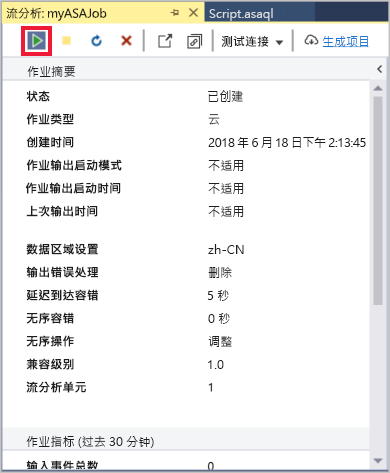 流分析: myASAJob
Script.asaql
测试连接
生成项目
作业摘要
状态 已创建
作业类型 云
创建时间 2018 年 6 月 18 日下午 2:13:45
作业输出启动模式 不适用
作业输出启动时间 不适用
上次输出时间 不适用
数据区域设置 zh-CN
输出错误处理 删除
延迟到达容错 5 秒
无序容错 0 秒
无序操作 调整
兼容级别 1.0
流分析单元 1
作业指标 (过去 30 分钟)
输入事件总数 0